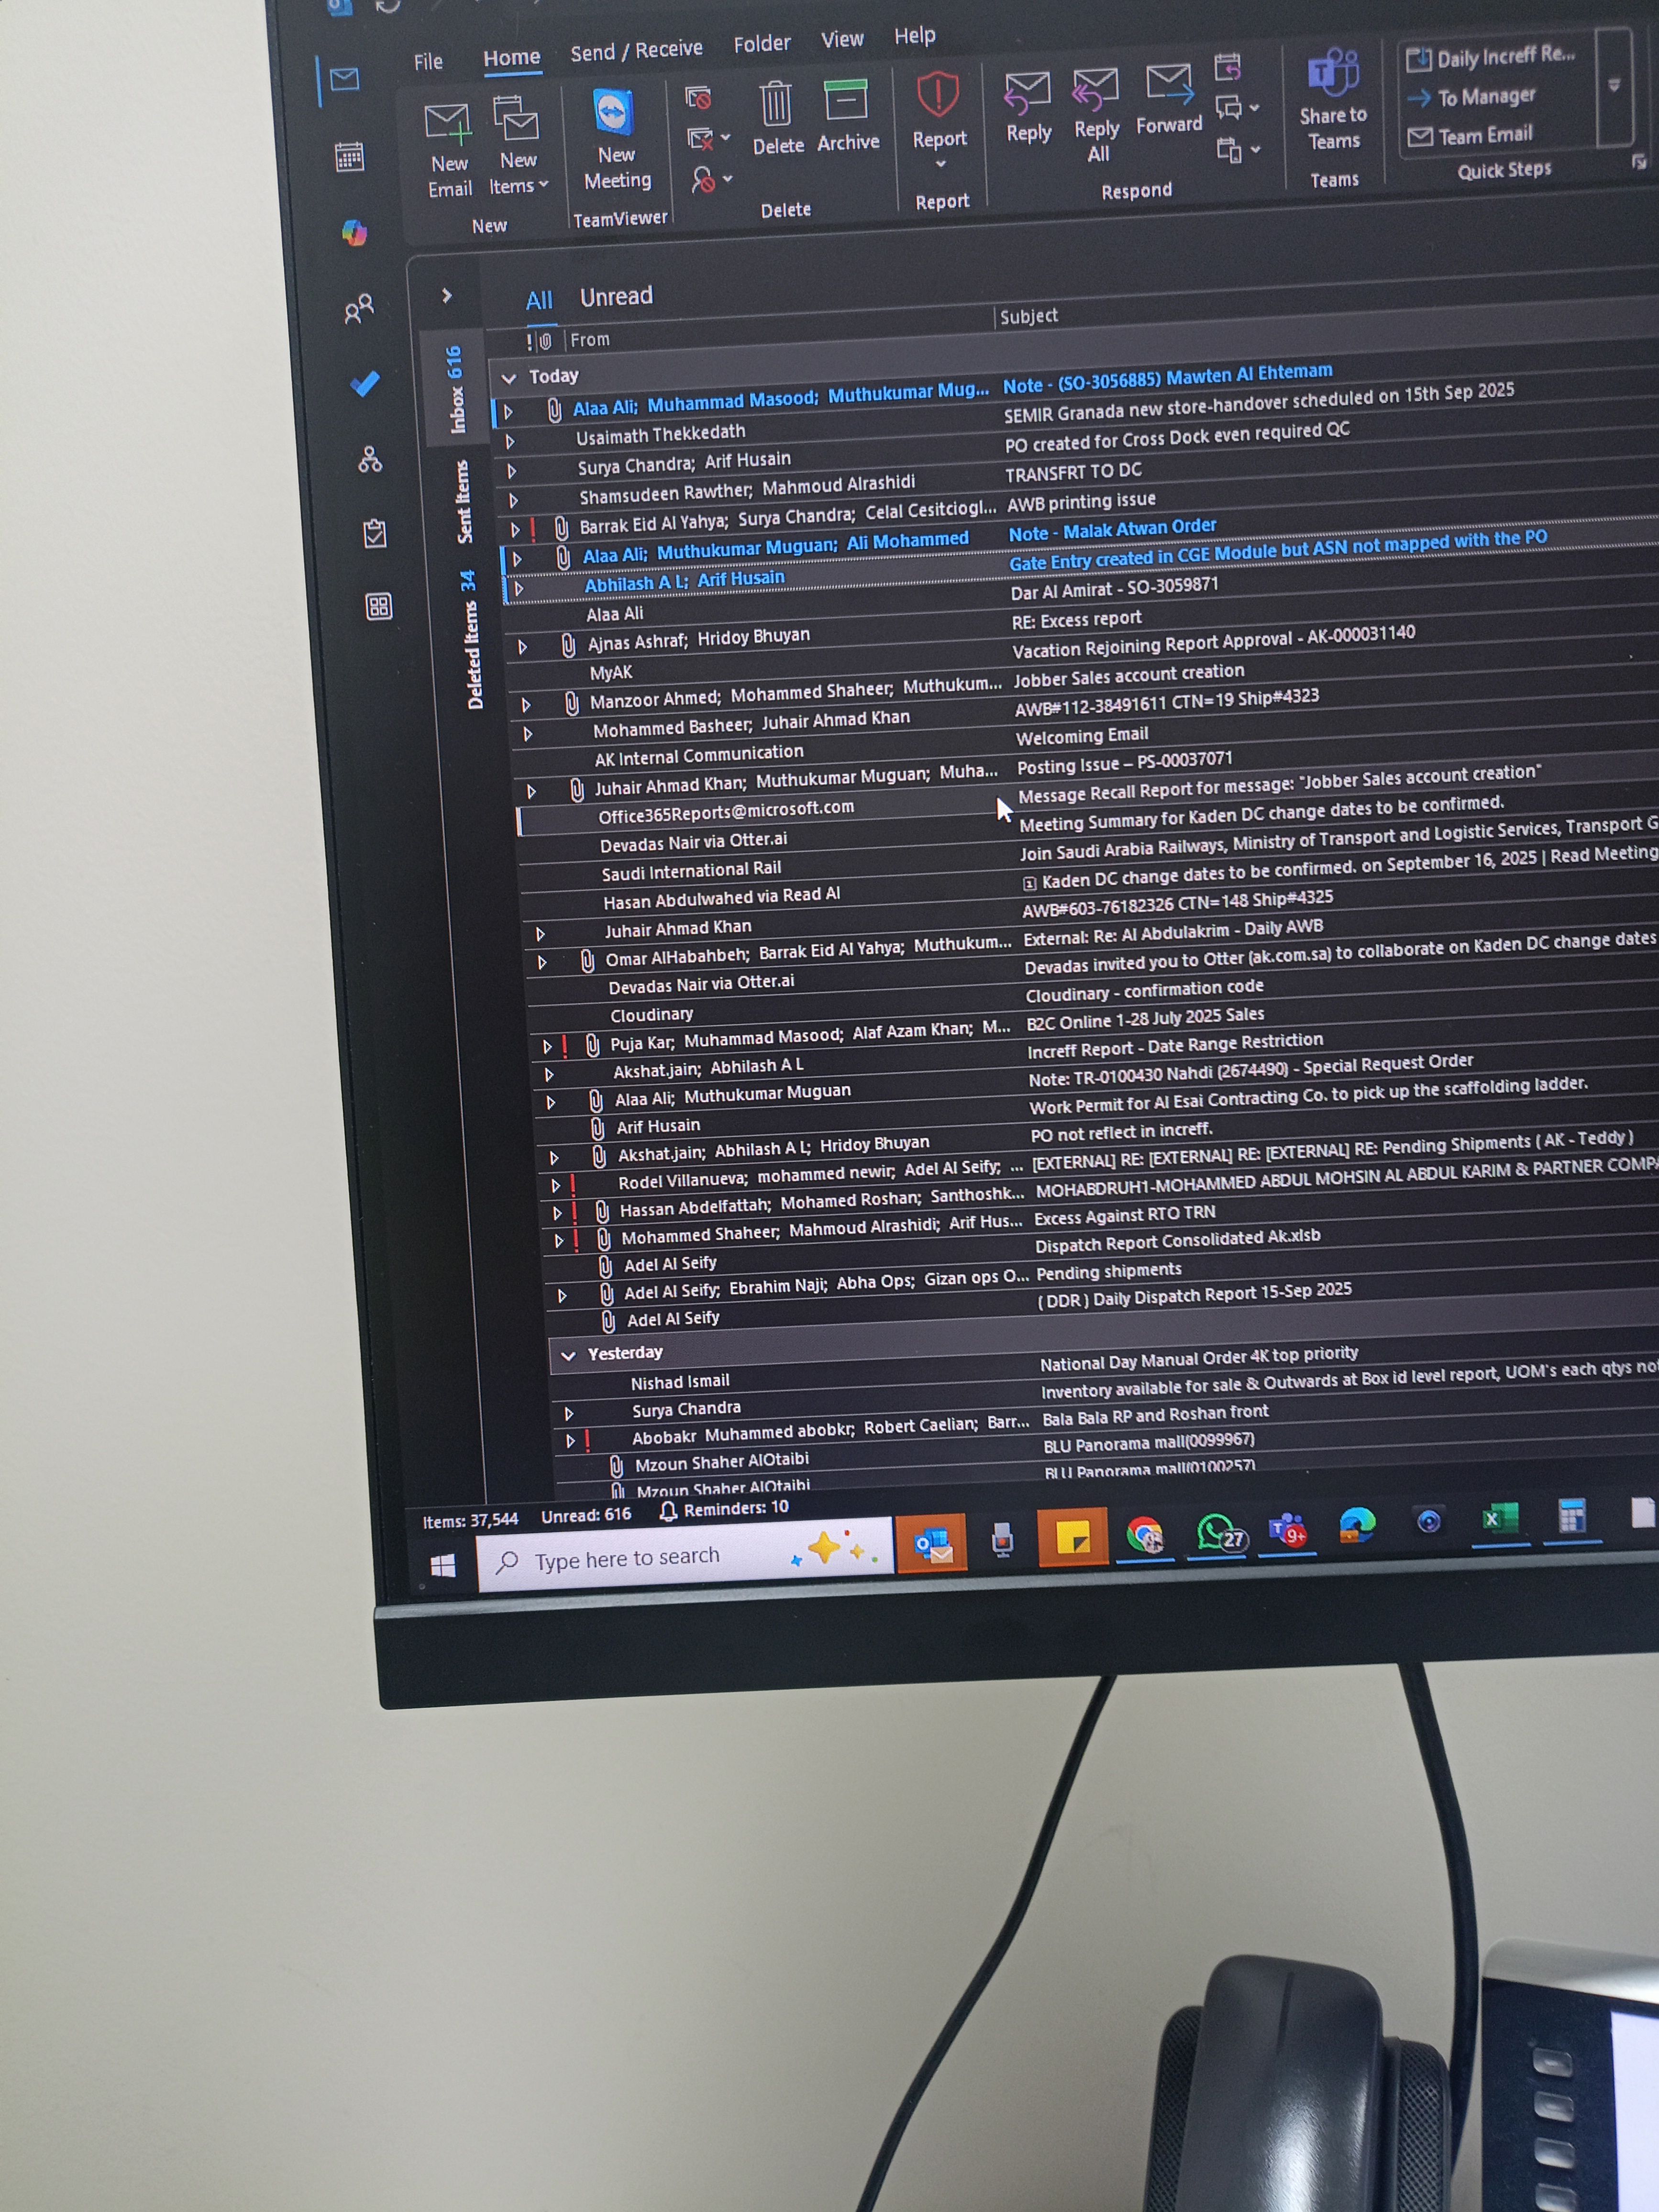 File Home Send / Receive Folder View Help
New Email
New Items
New
New Meeting
TeamViewer
Delete
Archive
Delete
Report
Report
Reply
Reply All
Forward
Respond
Share to Teams
Teams
Daily Increff Re...
To Manager
Team Email
Quick Steps
All Unread
Inbox 616
Sent Items
Deleted Items 34
From Subject
Today
Alaa Ali; Muhammad Masood; Muthukumar Mug... Note - (SO-3056885) Mawten Al Ehtemam
Usaimath Thekkedath SEMIR Granada new store-handover scheduled on 15th Sep 2025
Surya Chandra; Arif Husain PO created for Cross Dock even required QC
Shamsudeen Rawther; Mahmoud Alrashidi TRANSFRT TO DC
Barrak Eid Al Yahya; Surya Chandra; Celal Cesitciogl... AWB printing issue
Alaa Ali; Muthukumar Muguan; Ali Mohammed Note - Malak Atwan Order
Abhilash A L; Arif Husain Gate Entry created in CGE Module but ASN not mapped with the PO
Alaa Ali Dar Al Amirat - SO-3059871
Ajnas Ashraf; Hridoy Bhuyan RE: Excess report
MyAK Vacation Rejoining Report Approval - AK-000031140
Manzoor Ahmed; Mohammed Shaheer; Muthukum... Jobber Sales account creation
Mohammed Basheer; Juhair Ahmad Khan AWB#112-38491611 CTN=19 Ship#4323
AK Internal Communication Welcoming Email
Juhair Ahmad Khan; Muthukumar Muguan; Muha... Posting Issue – PS-00037071
Office365Reports@microsoft.com Message Recall Report for message: "Jobber Sales account creation"
Devadas Nair via Otter.ai Meeting Summary for Kaden DC change dates to be confirmed.
Saudi International Rail Join Saudi Arabia Railways, Ministry of Transport and Logistic Services, Transport G
Hasan Abdulwahed via Read AI Kaden DC change dates to be confirmed. on September 16, 2025 | Read Meeting
Juhair Ahmad Khan AWB#603-76182326 CTN=148 Ship#4325
Omar AlHabahbeh; Barrak Eid Al Yahya; Muthukum... External: Re: Al Abdulakrim - Daily AWB
Devadas Nair via Otter.ai Devadas invited you to Otter (ak.com.sa) to collaborate on Kaden DC change dates
Cloudinary Cloudinary - confirmation code
Puja Kar; Muhammad Masood; Alaf Azam Khan; M... B2C Online 1-28 July 2025 Sales
Akshat.jain; Abhilash A L Increff Report - Date Range Restriction
Alaa Ali; Muthukumar Muguan Note: TR-0100430 Nahdi (2674490) - Special Request Order
Arif Husain Work Permit for Al Esai Contracting Co. to pick up the scaffolding ladder.
Akshat.jain; Abhilash A L; Hridoy Bhuyan PO not reflect in increff.
Rodel Villanueva; mohammed newir; Adel Al Seify; ... [EXTERNAL] RE: [EXTERNAL] RE: [EXTERNAL] RE: Pending Shipments ( AK - Teddy )
Hassan Abdelfattah; Mohamed Roshan; Santhoshk... MOHABDRUH1-MOHAMMED ABDUL MOHSIN AL ABDUL KARIM & PARTNER COMPA
Mohammed Shaheer; Mahmoud Alrashidi; Arif Hus... Excess Against RTO TRN
Adel Al Seify Dispatch Report Consolidated Ak.xlsb
Adel Al Seify; Ebrahim Naji; Abha Ops; Gizan ops O... Pending shipments
Adel Al Seify ( DDR ) Daily Dispatch Report 15-Sep 2025
Yesterday
Nishad Ismail National Day Manual Order 4K top priority
Surya Chandra Inventory available for sale & Outwards at Box id level report, UOM's each qtys no
Abobakr Muhammed abobkr; Robert Caelian; Barr... Bala Bala RP and Roshan front
Mzoun Shaher AlOtaibi BLU Panorama mall(0099967)
Mzoun Shaher AlOtaibi BLU Panorama mall(0100257)
Items: 37,544 Unread: 616 Reminders: 10
Type here to search
27
9+